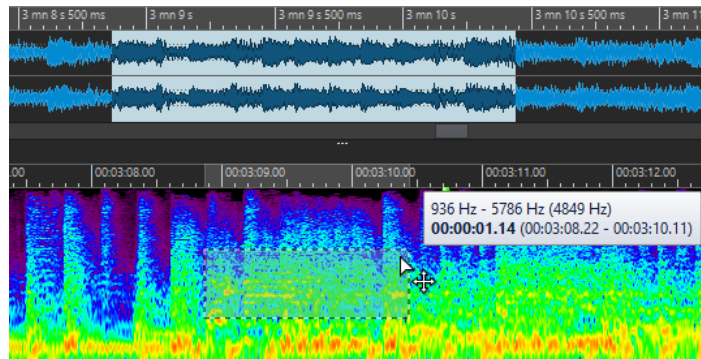 3 mn 8 s 500 ms 3 mn 9 s 3 mn 9 s 500 ms 3 mn 10 s 3 mn 10 s 500 ms 3 mn 11
.00 00:03:08.00 00:03:09.00 00:03:10.00 00:03:11.00 00:03:12.00
936 Hz - 5786 Hz (4849 Hz)
00:00:01.14 (00:03:08.22 - 00:03:10.11)